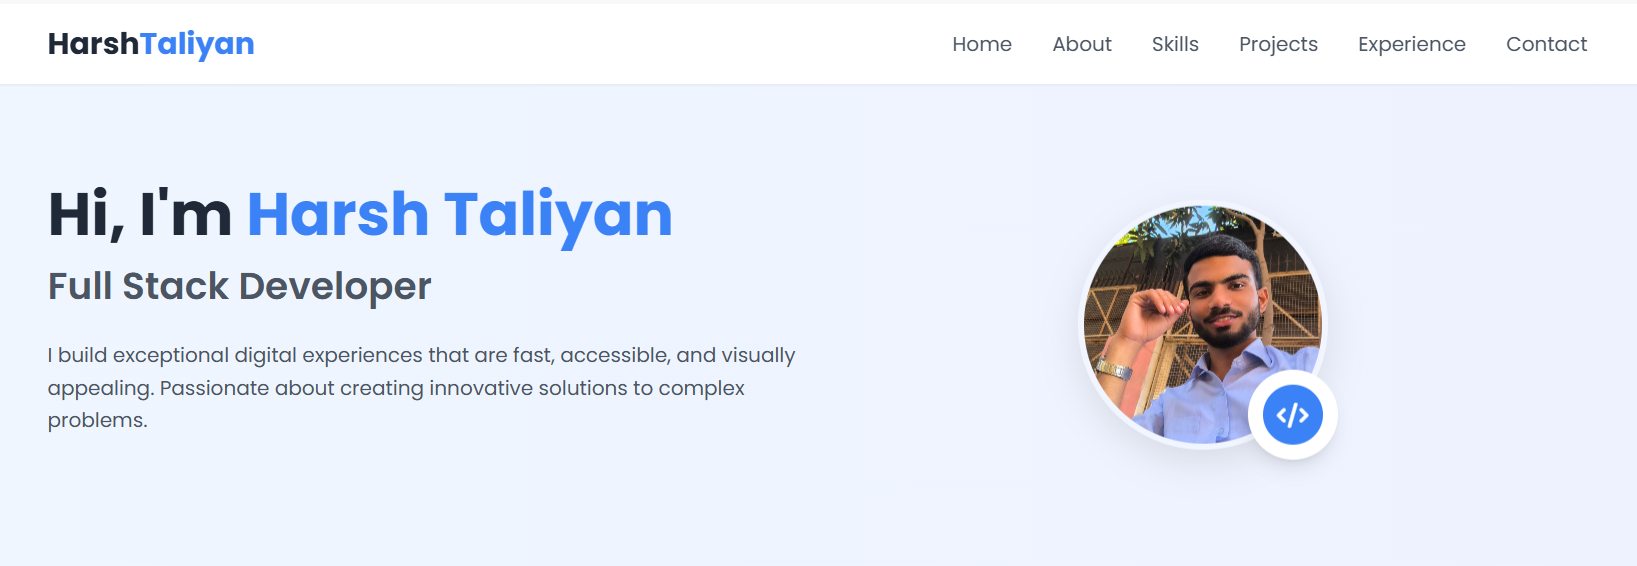 HarshTaliyan
Home About Skills Projects Experience Contact
Hi, I'm Harsh Taliyan
Full Stack Developer
I build exceptional digital experiences that are fast, accessible, and visually
appealing. Passionate about creating innovative solutions to complex
problems.
</>